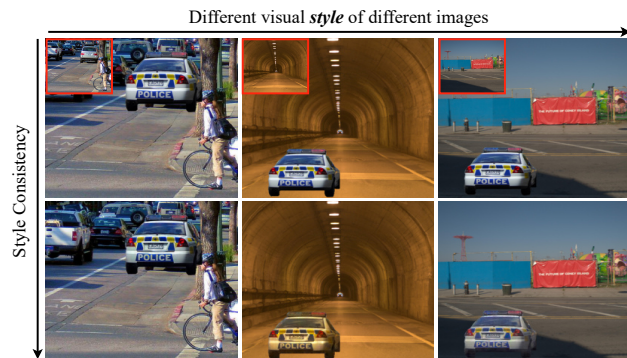 Different visual style of different images
Style Consistency
POLICE
POLICE
POLICE
POLICE
POLICE
POLICE